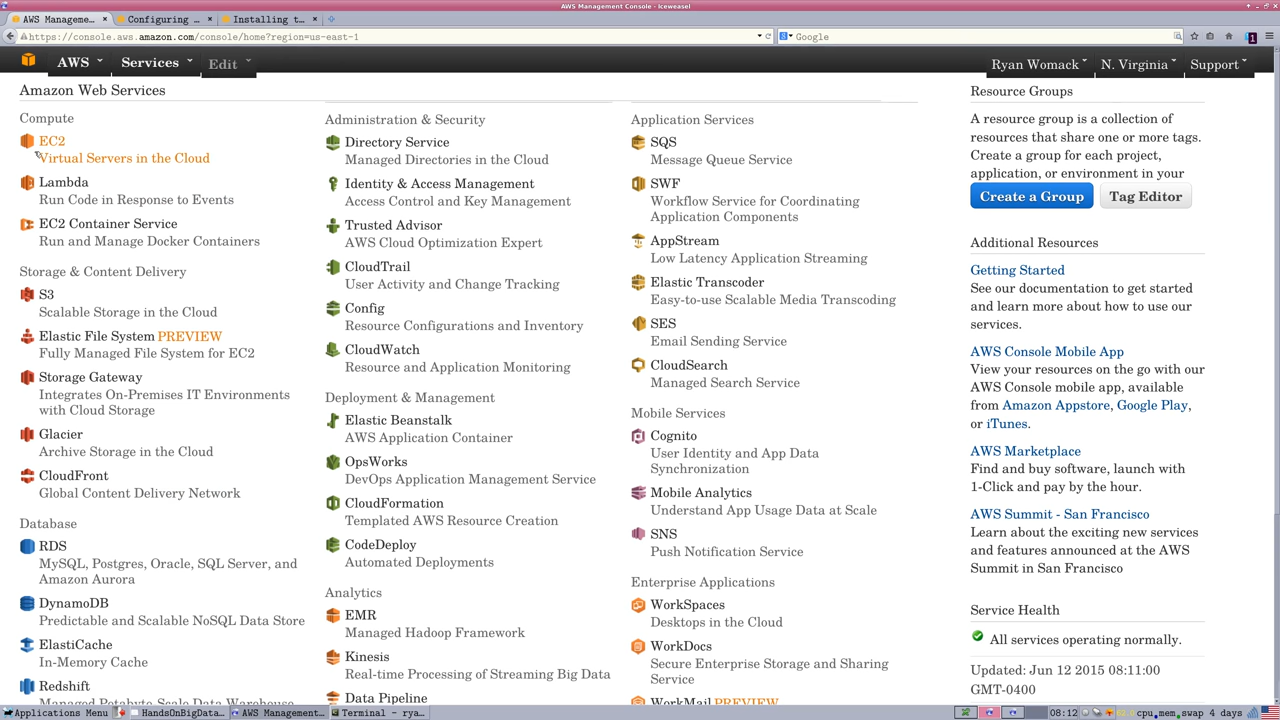 AWS Management Console - Iceweasel
AWS Manageme...
Configuring ...
Installing t...
https://console.aws.amazon.com/console/home?region=us-east-1
Google
1
AWS
Services
Edit
Ryan Womack
N. Virginia
Support
Amazon Web Services
Compute
EC2
Virtual Servers in the Cloud
Lambda
Run Code in Response to Events
EC2 Container Service
Run and Manage Docker Containers
Storage & Content Delivery
S3
Scalable Storage in the Cloud
Elastic File System PREVIEW
Fully Managed File System for EC2
Storage Gateway
Integrates On-Premises IT Environments
with Cloud Storage
Glacier
Archive Storage in the Cloud
CloudFront
Global Content Delivery Network
Database
RDS
MySQL, Postgres, Oracle, SQL Server, and
Amazon Aurora
DynamoDB
Predictable and Scalable NoSQL Data Store
ElastiCache
In-Memory Cache
Redshift
Managed Petabyte-Scale Data Warehouse
Administration & Security
Directory Service
Managed Directories in the Cloud
Identity & Access Management
Access Control and Key Management
Trusted Advisor
AWS Cloud Optimization Expert
CloudTrail
User Activity and Change Tracking
Config
Resource Configurations and Inventory
CloudWatch
Resource and Application Monitoring
Deployment & Management
Elastic Beanstalk
AWS Application Container
OpsWorks
DevOps Application Management Service
CloudFormation
Templated AWS Resource Creation
CodeDeploy
Automated Deployments
Analytics
EMR
Managed Hadoop Framework
Kinesis
Real-time Processing of Streaming Big Data
Data Pipeline
Application Services
SQS
Message Queue Service
SWF
Workflow Service for Coordinating
Application Components
AppStream
Low Latency Application Streaming
Elastic Transcoder
Easy-to-use Scalable Media Transcoding
SES
Email Sending Service
CloudSearch
Managed Search Service
Mobile Services
Cognito
User Identity and App Data
Synchronization
Mobile Analytics
Understand App Usage Data at Scale
SNS
Push Notification Service
Enterprise Applications
WorkSpaces
Desktops in the Cloud
WorkDocs
Secure Enterprise Storage and Sharing
Service
WorkMail PREVIEW
Resource Groups
A resource group is a collection of
resources that share one or more tags.
Create a group for each project,
application, or environment in your
Create a Group
Tag Editor
Additional Resources
Getting Started
See our documentation to get started
and learn more about how to use our
services.
AWS Console Mobile App
View your resources on the go with our
AWS Console mobile app, available
from Amazon Appstore, Google Play,
or iTunes.
AWS Marketplace
Find and buy software, launch with
1-Click and pay by the hour.
AWS Summit - San Francisco
Learn about the exciting new services
and features announced at the AWS
Summit in San Francisco
Service Health
All services operating normally.
Updated: Jun 12 2015 08:11:00
GMT-0400
Applications Menu
HandsOnBigData...
AWS Management...
Terminal - rya...
08:12
cpu mem swap 4 days